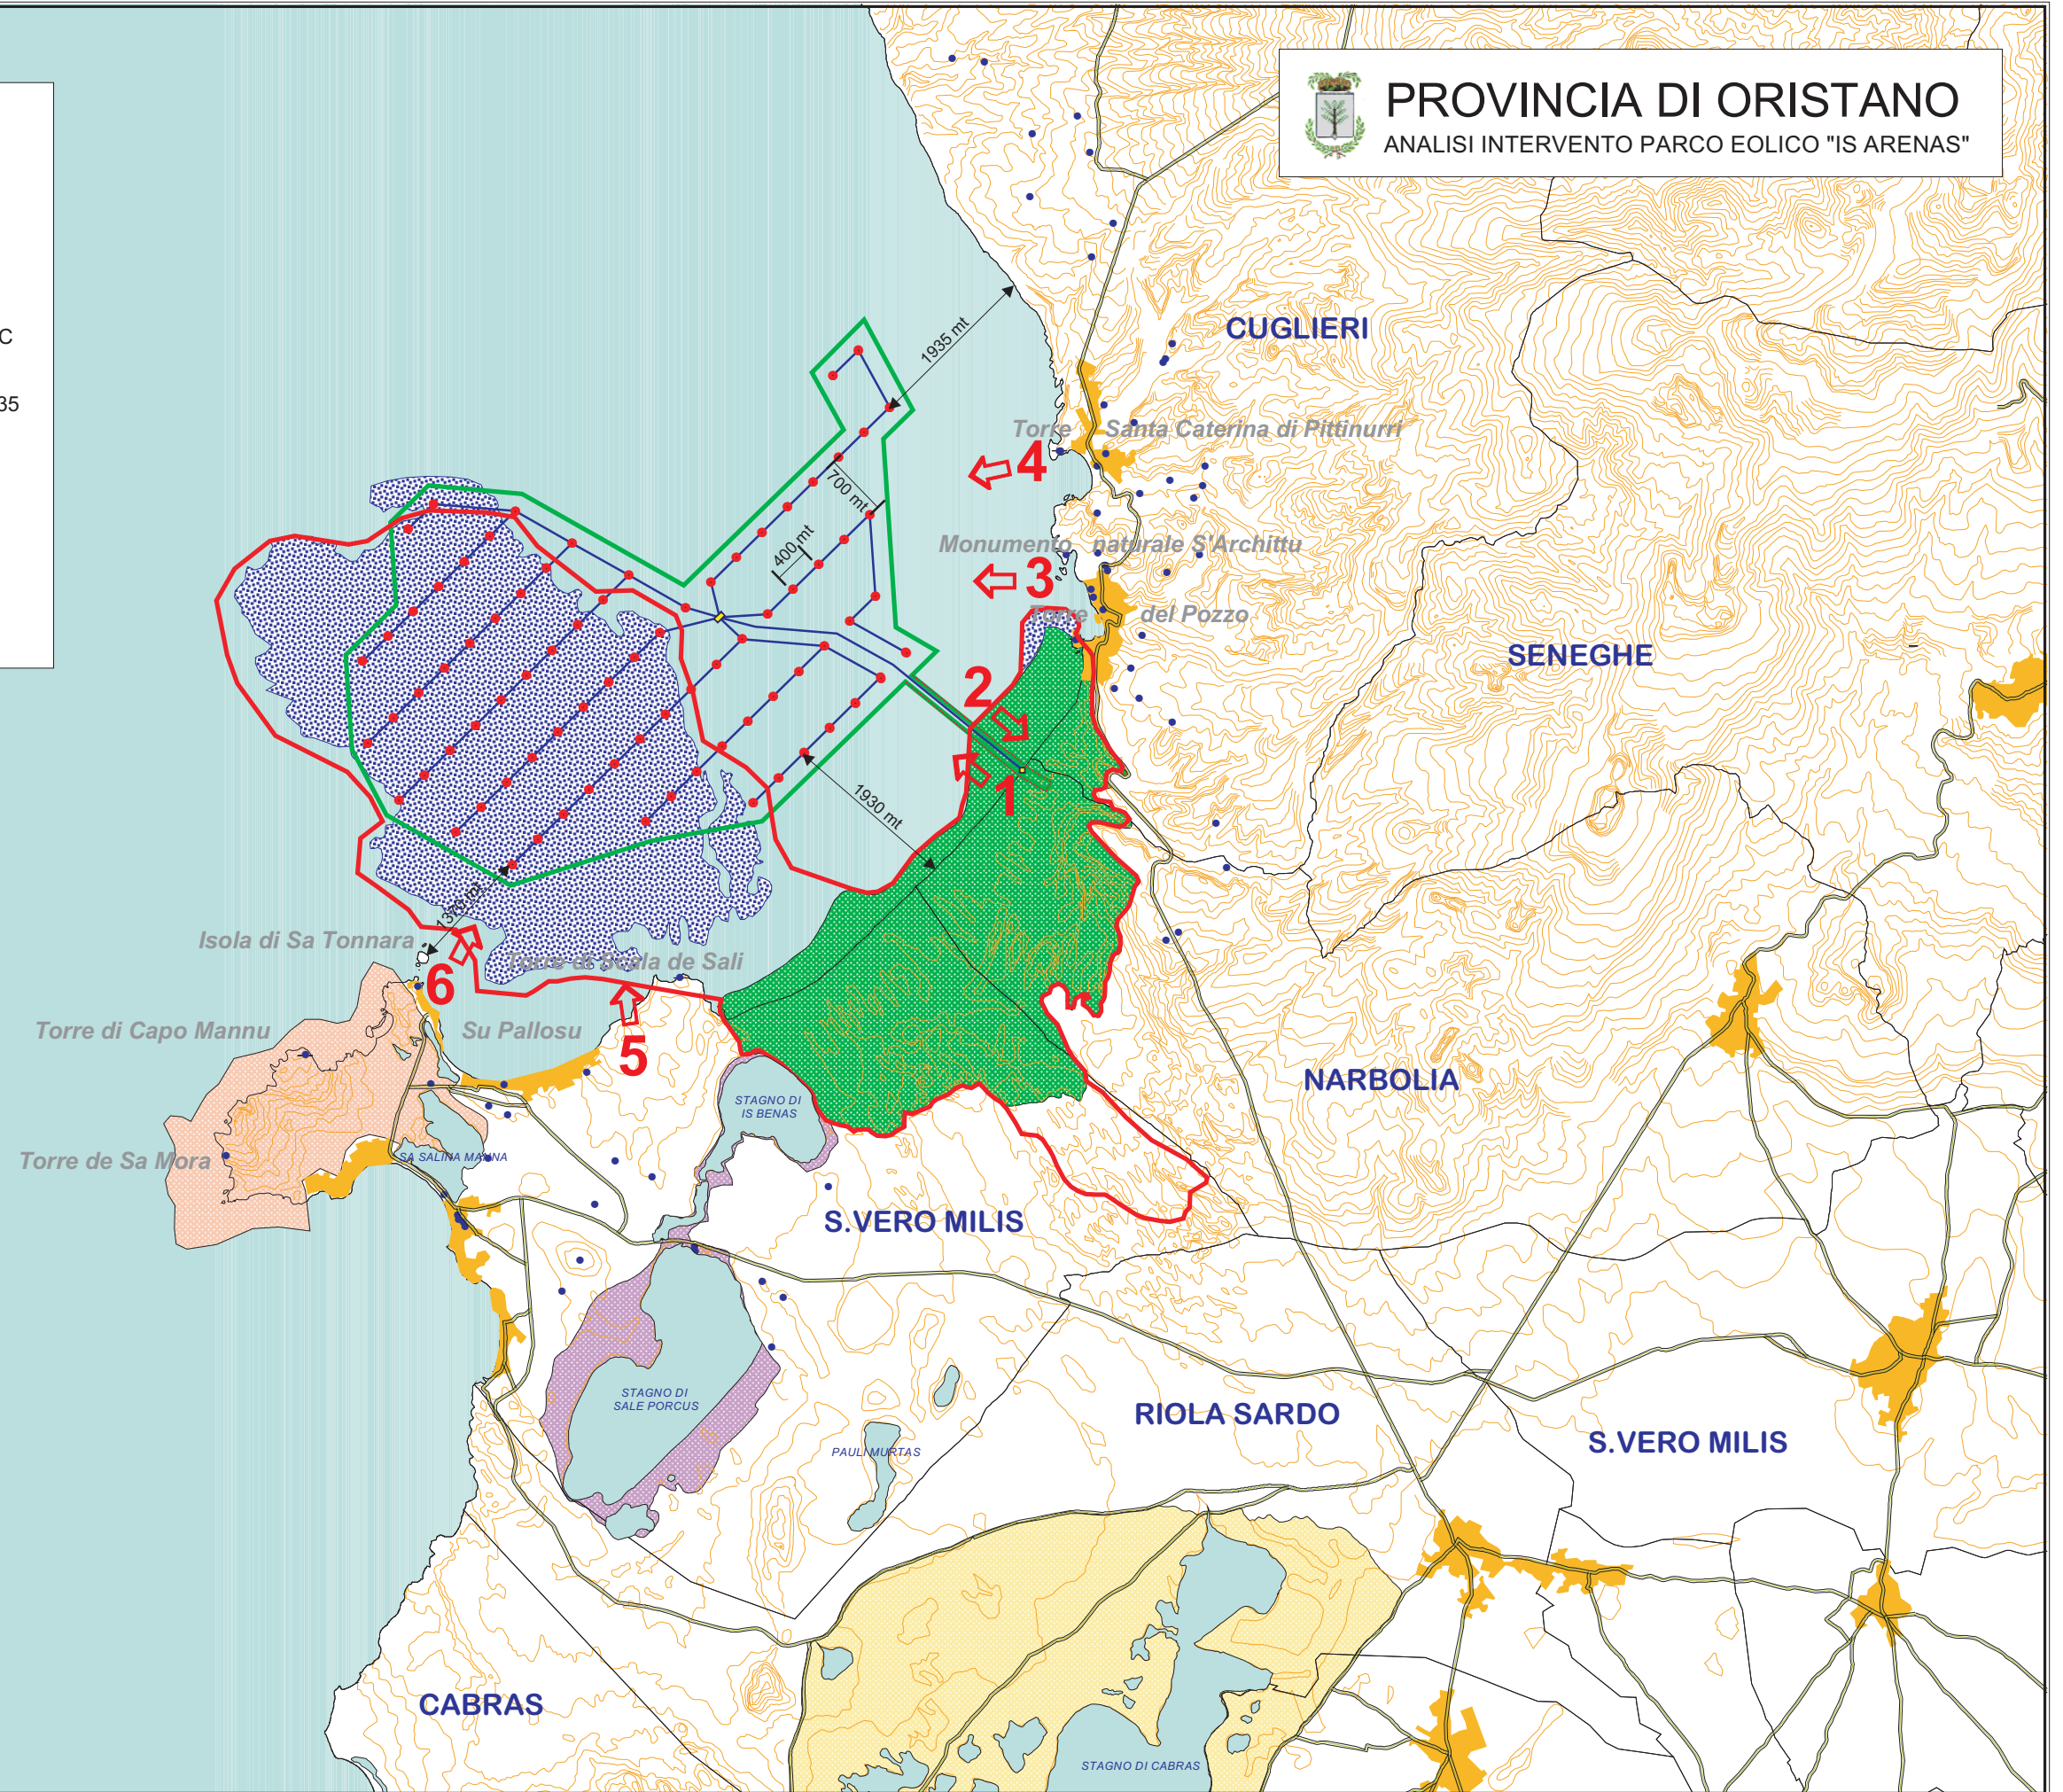 PROVINCIA DI ORISTANO
ANALISI INTERVENTO PARCO EOLICO "IS ARENAS"
C
35
CUGLIERI
1935 mt
Torre Santa Caterina di Pittinurri
4
700 mt
400 mt
Monumento naturale S'Archittu
3
Torre del Pozzo
SENEGHE
2
1
1930 mt
1370 mt
Isola di Sa Tonnara
Torre di Scala de Sali
6
Torre di Capo Mannu
Su Pallosu
5
NARBOLIA
STAGNO DI
IS BENAS
Torre de Sa Mora
SA SALINA MANNA
S.VERO MILIS
STAGNO DI
SALE PORCUS
RIOLA SARDO
PAULI MURTAS
S.VERO MILIS
CABRAS
STAGNO DI CABRAS